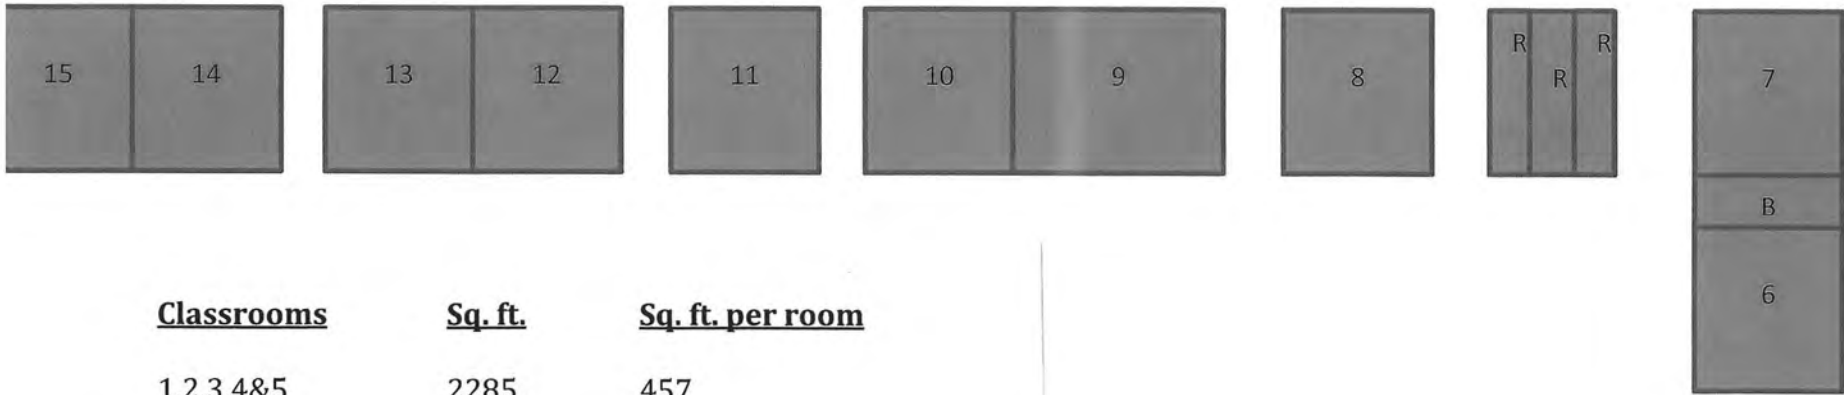 15 14 13 12 11 10 9 8 R R R 7
B
6
Classrooms Sq. ft. Sq. ft. per room
1,2,3,4&5 2285 457